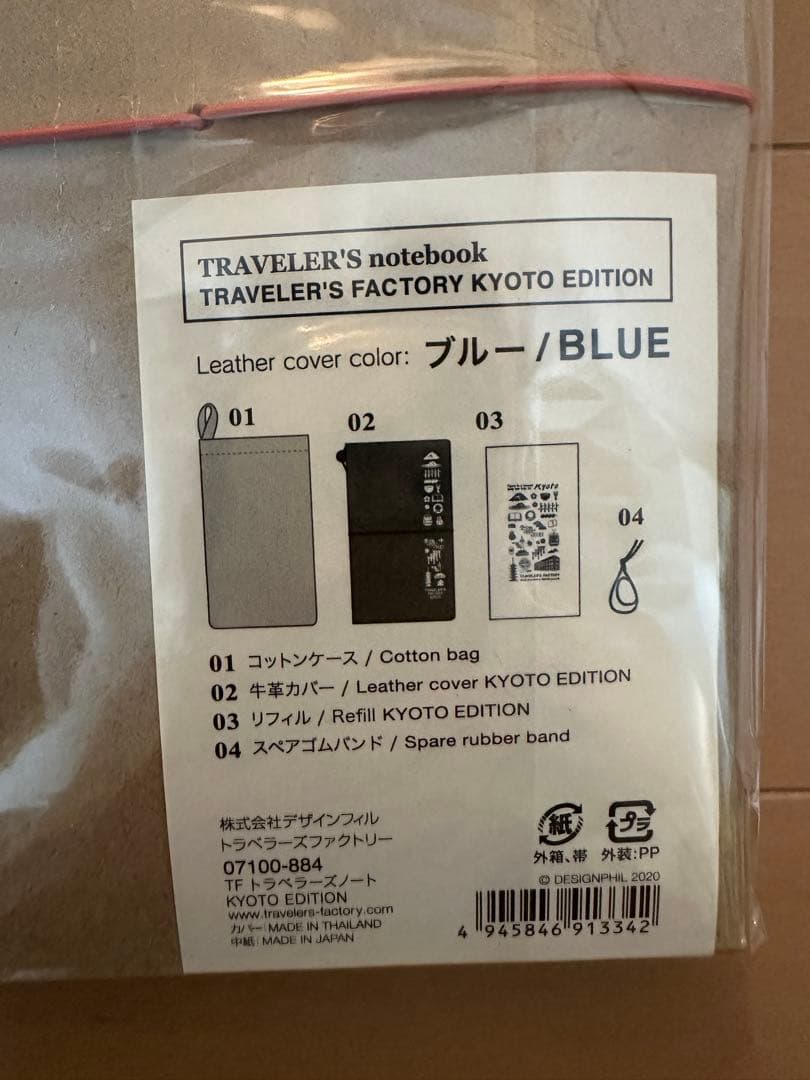 TRAVELER'S notebook
TRAVELER'S FACTORY KYOTO EDITION
Leather cover color: ブルー/BLUE
01
02
03
04
Kyoto
TRAVELER'S FACTORY
01 コットンケース / Cotton bag
02 牛革カバー / Leather cover KYOTO EDITION
03 リフィル / Refill KYOTO EDITION
04 スペアゴムバンド / Spare rubber band
株式会社デザインフィル
トラベラーズファクトリー
07100-884
TF トラベラーズノート
KYOTO EDITION
www.travelers-factory.com
カバー:MADE IN THAILAND
中紙:MADE IN JAPAN
紙 プラ
外箱、帯 外装:PP
© DESIGNPHIL 2020
4 945846 913342